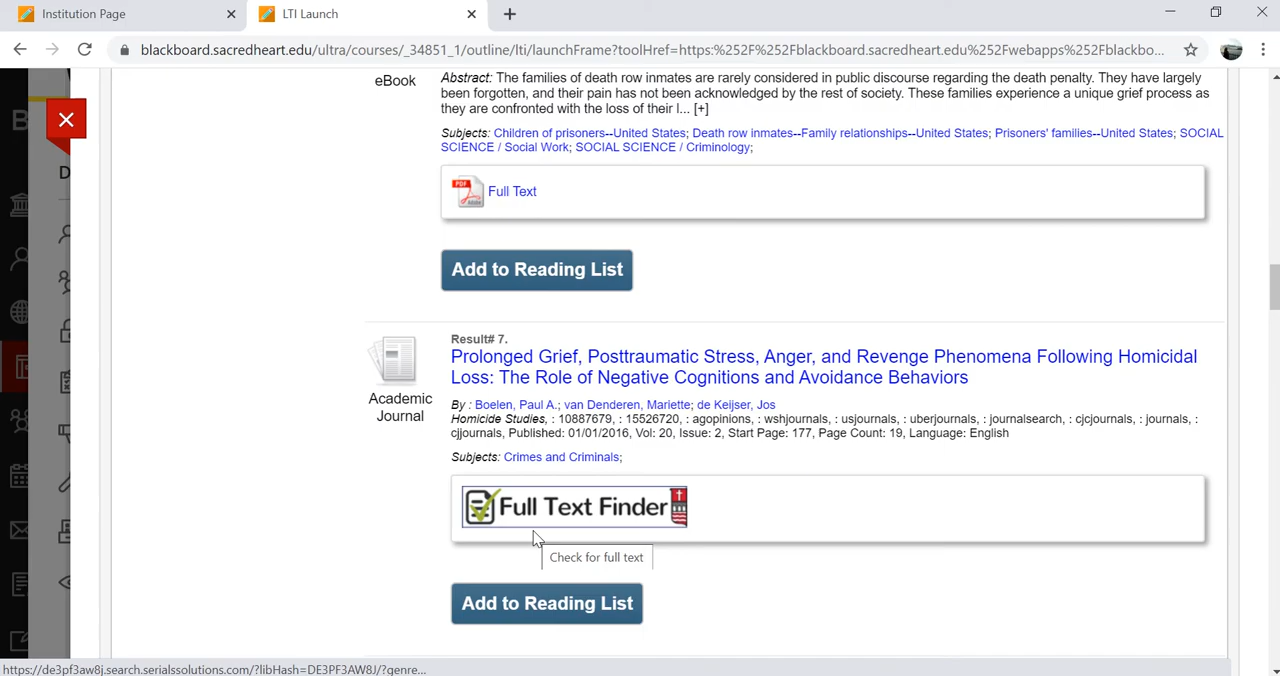 Institution Page
LTI Launch
blackboard.sacredheart.edu/ultra/courses/_34851_1/outline/lti/launchFrame?toolHref=https:%252F%252Fblackboard.sacredheart.edu%252Fwebapps%252Fblackbo...
B
D
eBook
Abstract: The families of death row inmates are rarely considered in public discourse regarding the death penalty. They have largely
been forgotten, and their pain has not been acknowledged by the rest of society. These families experience a unique grief process as
they are confronted with the loss of their l... [+]
Subjects: Children of prisoners--United States; Death row inmates--Family relationships--United States; Prisoners' families--United States; SOCIAL
SCIENCE / Social Work; SOCIAL SCIENCE / Criminology;
PDF
Adobe
Full Text
Add to Reading List
Result# 7.
Prolonged Grief, Posttraumatic Stress, Anger, and Revenge Phenomena Following Homicidal
Loss: The Role of Negative Cognitions and Avoidance Behaviors
Academic
Journal
By : Boelen, Paul A.; van Denderen, Mariette; de Keijser, Jos
Homicide Studies, : 10887679, : 15526720, : agopinions, : wshjournals, : usjournals, : uberjournals, : journalsearch, : cjcjournals, : journals, :
cjjournals, Published: 01/01/2016, Vol: 20, Issue: 2, Start Page: 177, Page Count: 19, Language: English
Subjects: Crimes and Criminals;
Full Text Finder
Check for full text
Add to Reading List
https://de3pf3aw8j.search.serialssolutions.com/?libHash=DE3PF3AW8J/?genre...